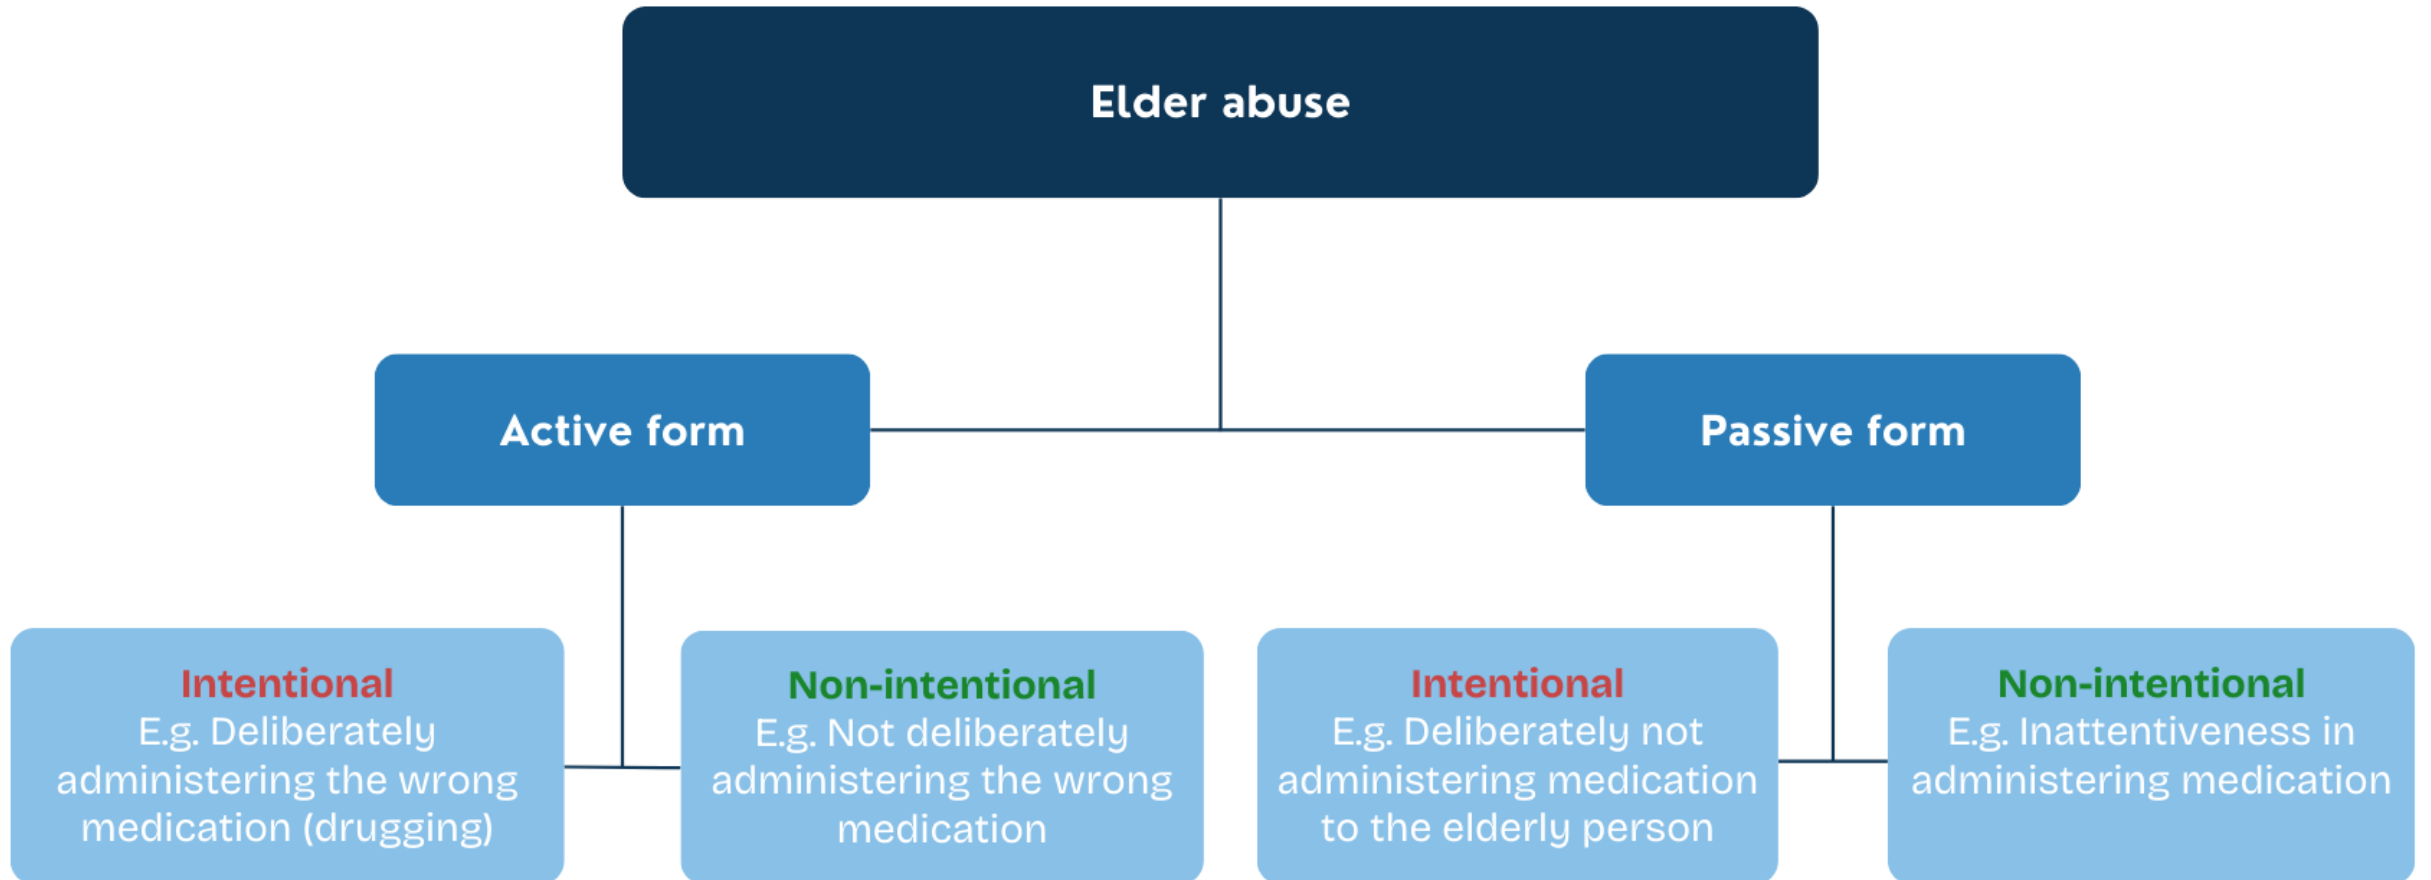 Elder abuse
Active form
Passive form
Intentional
E.g. Deliberately
administering the wrong
medication (drugging)
Non-intentional
E.g. Not deliberately
administering the wrong
medication
Intentional
E.g. Deliberately not
administering medication
to the elderly person
Non-intentional
E.g. Inattentiveness in
administering medication